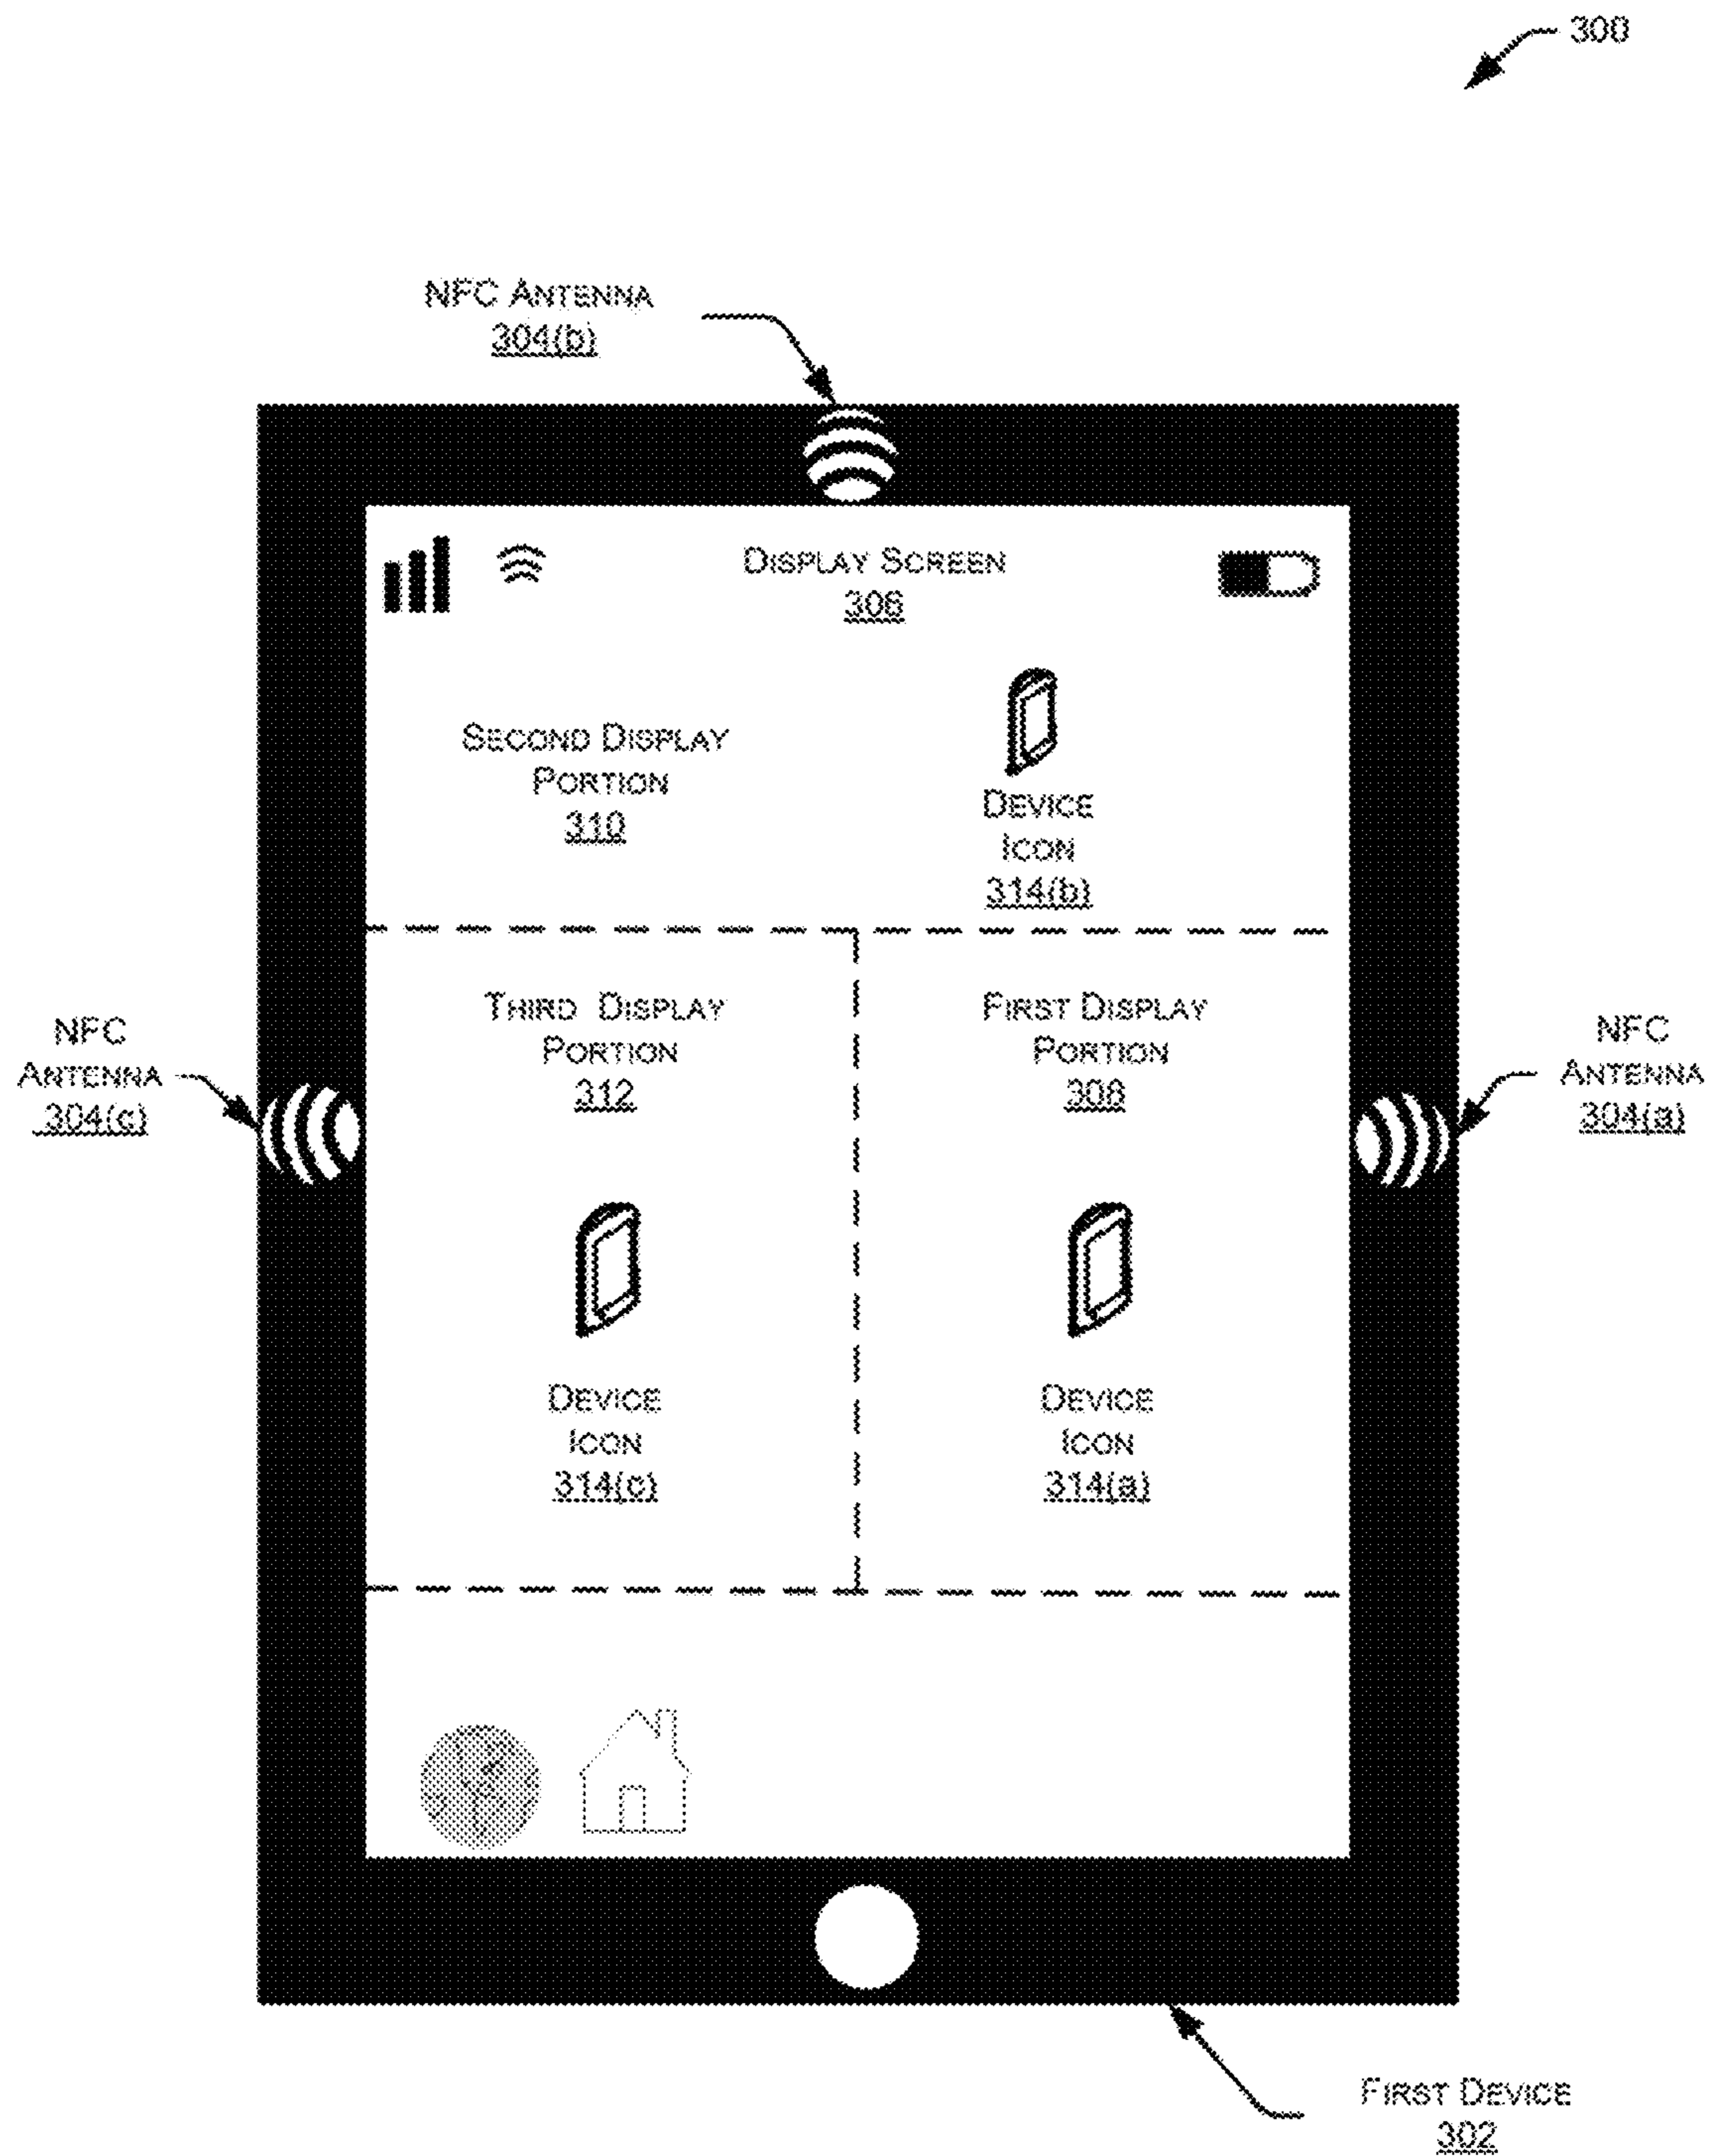 300
NFC ANTENNA
304(b)
DISPLAY SCREEN
306
SECOND DISPLAY
PORTION
310
DEVICE
ICON
314(b)
THIRD DISPLAY
PORTION
312
FIRST DISPLAY
PORTION
308
NFC
ANTENNA
304(c)
NFC
ANTENNA
304(a)
DEVICE
ICON
314(c)
DEVICE
ICON
314(a)
FIRST DEVICE
302